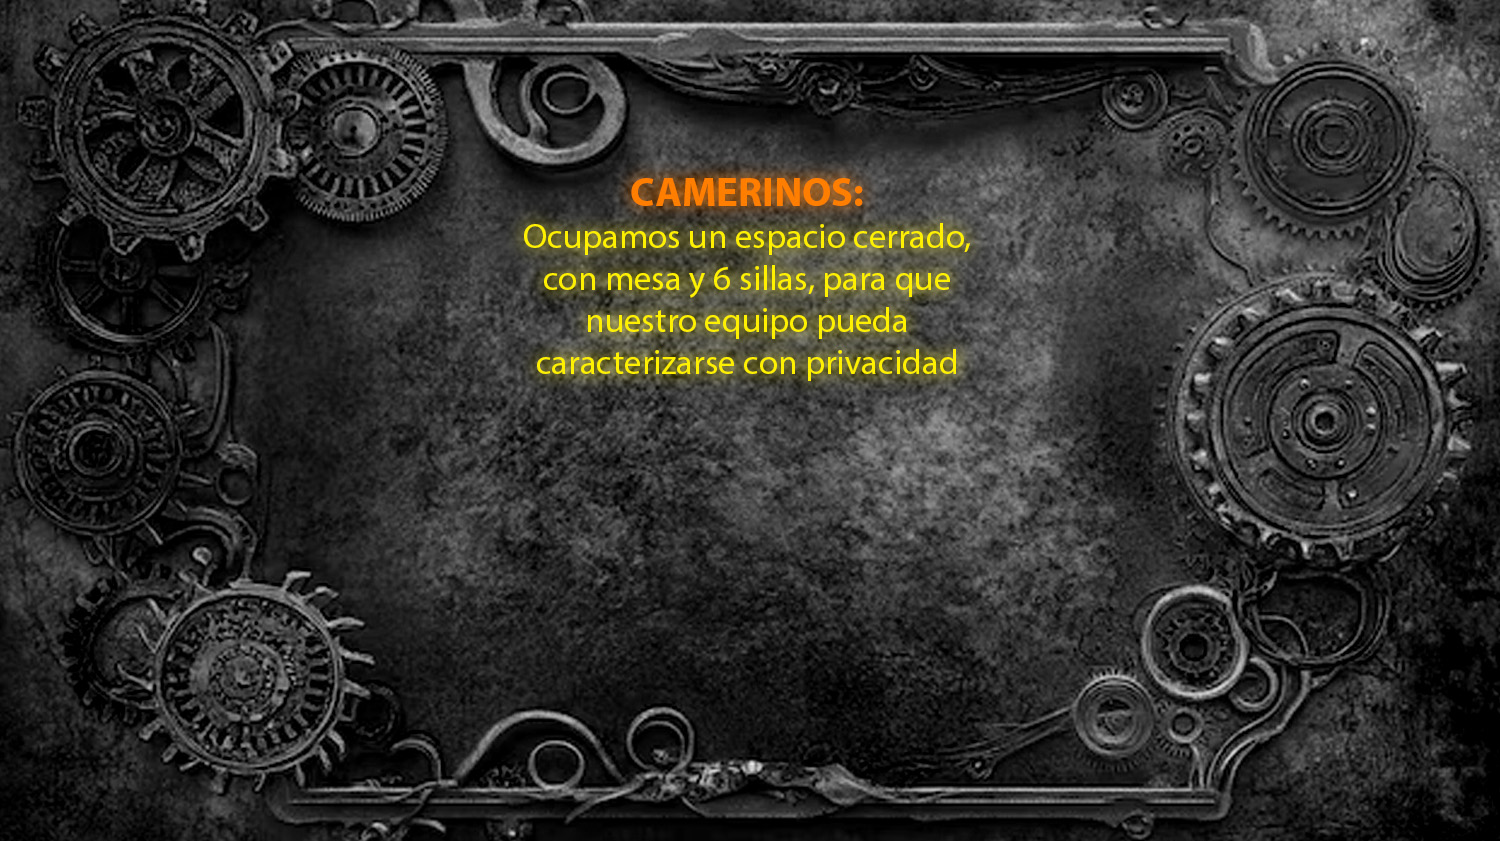 CAMERINOS:
Ocupamos un espacio cerrado,
con mesa y 6 sillas, para que
nuestro equipo pueda
caracterizarse con privacidad